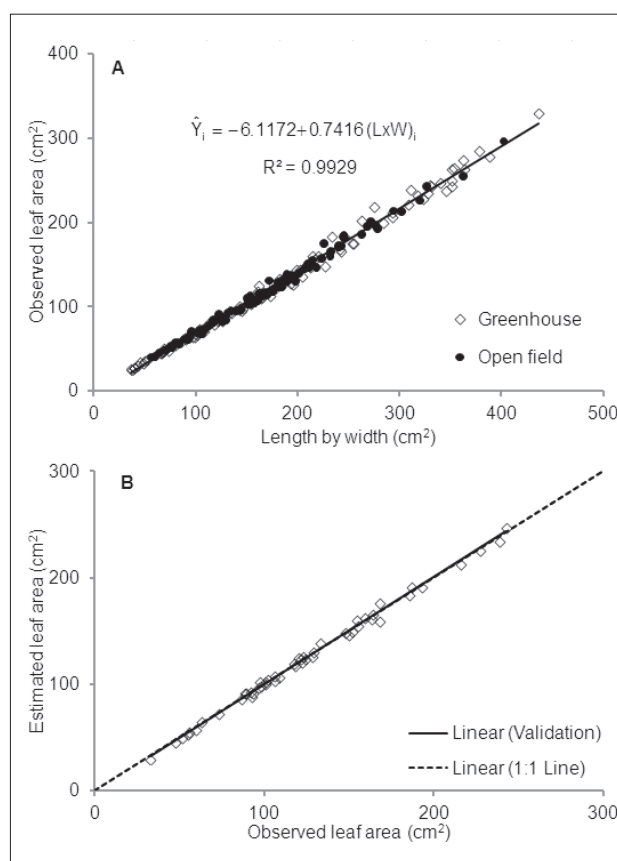 A
400
300
200
100
0
Observed leaf area (cm²)
Ŷᵢ = −6.1172+0.7416 (LxW)ᵢ
R² = 0.9929
Greenhouse
Open field
0 100 200 300 400 500
Length by width (cm²)
B
300
200
100
0
Estimated leaf area (cm²)
Linear (Validation)
Linear (1:1 Line)
0 100 200 300
Observed leaf area (cm²)